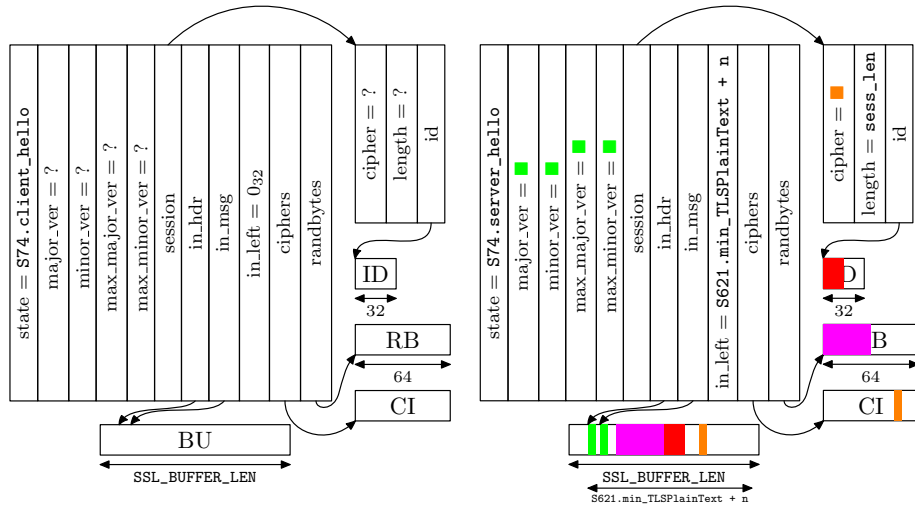 state = S74.client_hello
major_ver = ?
minor_ver = ?
max_major_ver = ?
max_minor_ver = ?
session
in_hdr
in_msg
in_left = 0₃₂
ciphers
randbytes
cipher = ?
length = ?
id
ID
32
RB
64
CI
BU
SSL_BUFFER_LEN
state = S74.server_hello
major_ver =
minor_ver =
max_major_ver =
max_minor_ver =
session
in_hdr
in_msg
in_left = S621.min_TLSPlainText + n
ciphers
randbytes
cipher =
length = sess_len
id
D
32
B
64
CI
SSL_BUFFER_LEN
S621.min_TLSPlainText + n